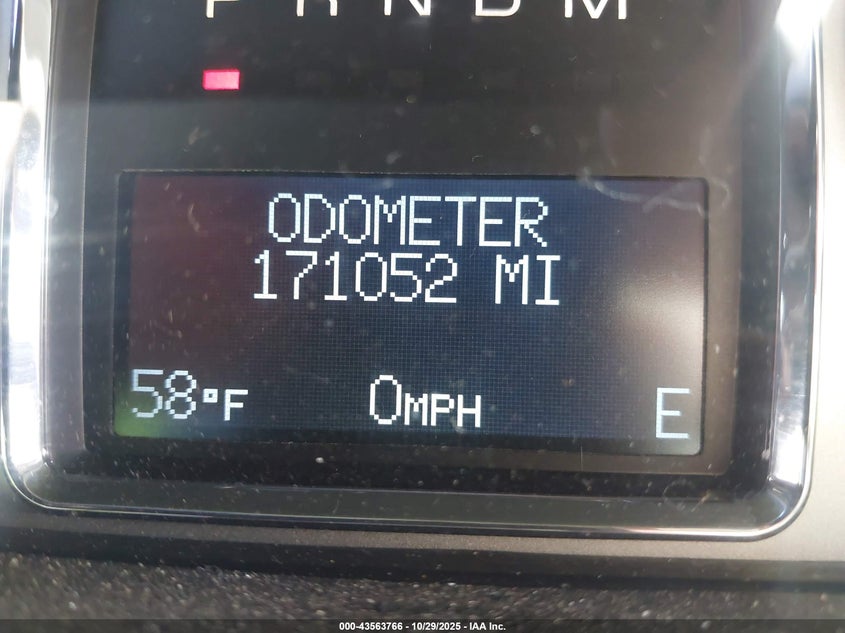 P R N D M
ODOMETER
171052 MI
58°F 0MPH E
000-43563766 - 10/29/2025 - IAA Inc.